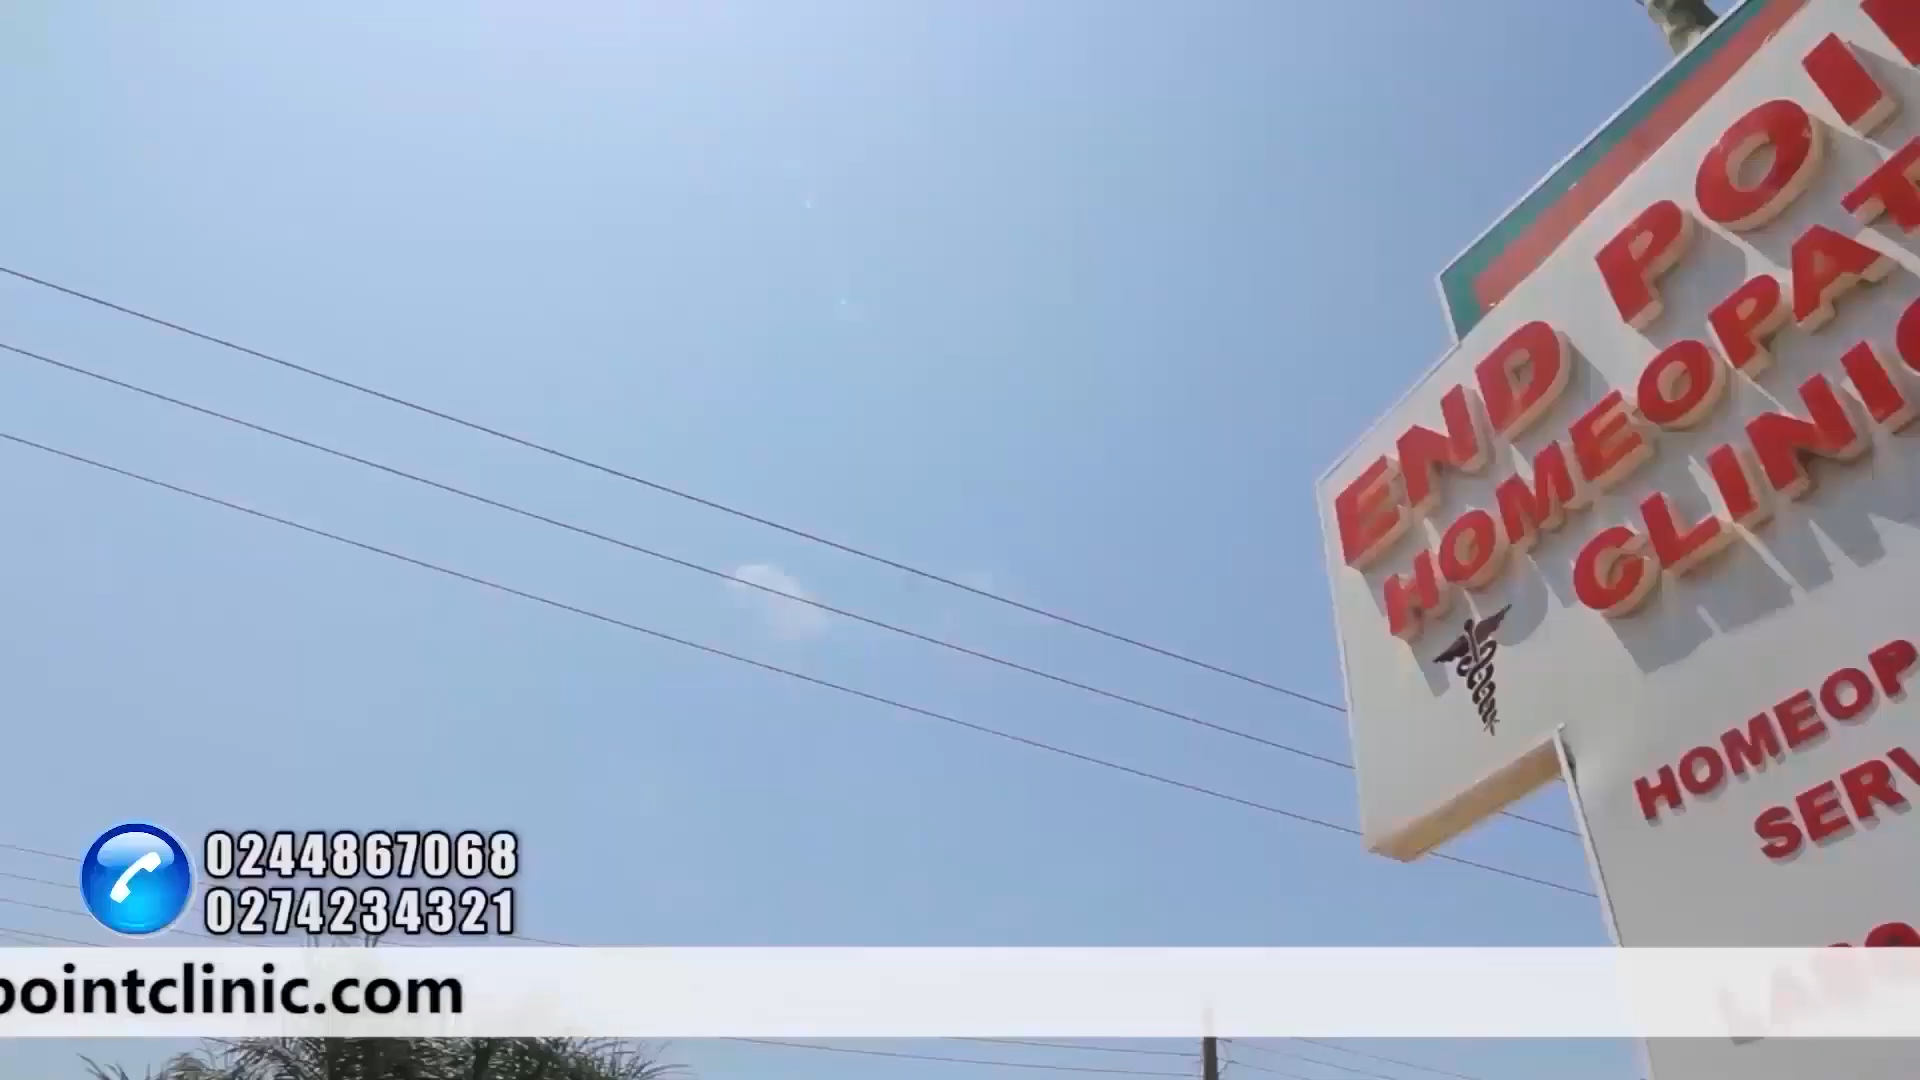 END POI
HOMEOPAT
CLINIC
HOMEOP
SERV
0244867068
0274234321
pointclinic.com